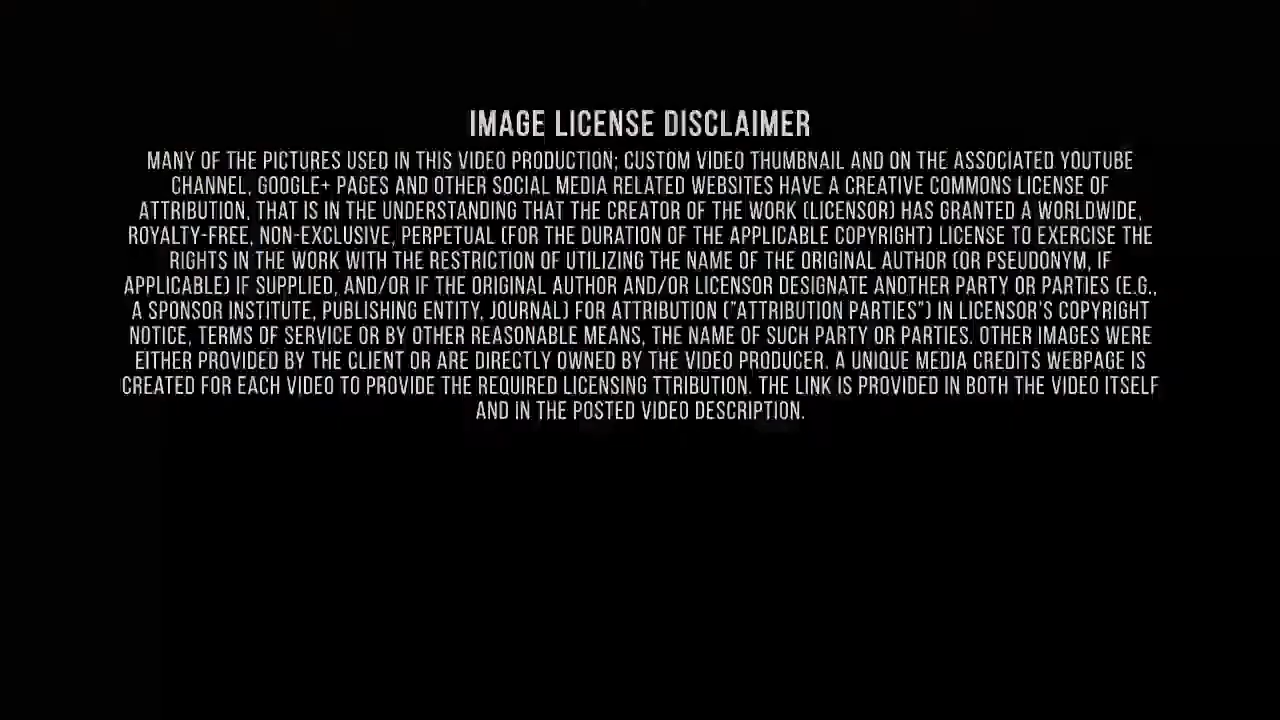 IMAGE LICENSE DISCLAIMER
MANY OF THE PICTURES USED IN THIS VIDEO PRODUCTION; CUSTOM VIDEO THUMBNAIL AND ON THE ASSOCIATED YOUTUBE
CHANNEL, GOOGLE+ PAGES AND OTHER SOCIAL MEDIA RELATED WEBSITES HAVE A CREATIVE COMMONS LICENSE OF
ATTRIBUTION, THAT IS IN THE UNDERSTANDING THAT THE CREATOR OF THE WORK (LICENSOR) HAS GRANTED A WORLDWIDE,
ROYALTY-FREE, NON-EXCLUSIVE, PERPETUAL (FOR THE DURATION OF THE APPLICABLE COPYRIGHT) LICENSE TO EXERCISE THE
RIGHTS IN THE WORK WITH THE RESTRICTION OF UTILIZING THE NAME OF THE ORIGINAL AUTHOR (OR PSEUDONYM, IF
APPLICABLE) IF SUPPLIED, AND/OR IF THE ORIGINAL AUTHOR AND/OR LICENSOR DESIGNATE ANOTHER PARTY OR PARTIES (E.G.,
A SPONSOR INSTITUTE, PUBLISHING ENTITY, JOURNAL) FOR ATTRIBUTION ("ATTRIBUTION PARTIES") IN LICENSOR'S COPYRIGHT
NOTICE, TERMS OF SERVICE OR BY OTHER REASONABLE MEANS, THE NAME OF SUCH PARTY OR PARTIES. OTHER IMAGES WERE
EITHER PROVIDED BY THE CLIENT OR ARE DIRECTLY OWNED BY THE VIDEO PRODUCER. A UNIQUE MEDIA CREDITS WEBPAGE IS
CREATED FOR EACH VIDEO TO PROVIDE THE REQUIRED LICENSING TTRIBUTION. THE LINK IS PROVIDED IN BOTH THE VIDEO ITSELF
AND IN THE POSTED VIDEO DESCRIPTION.